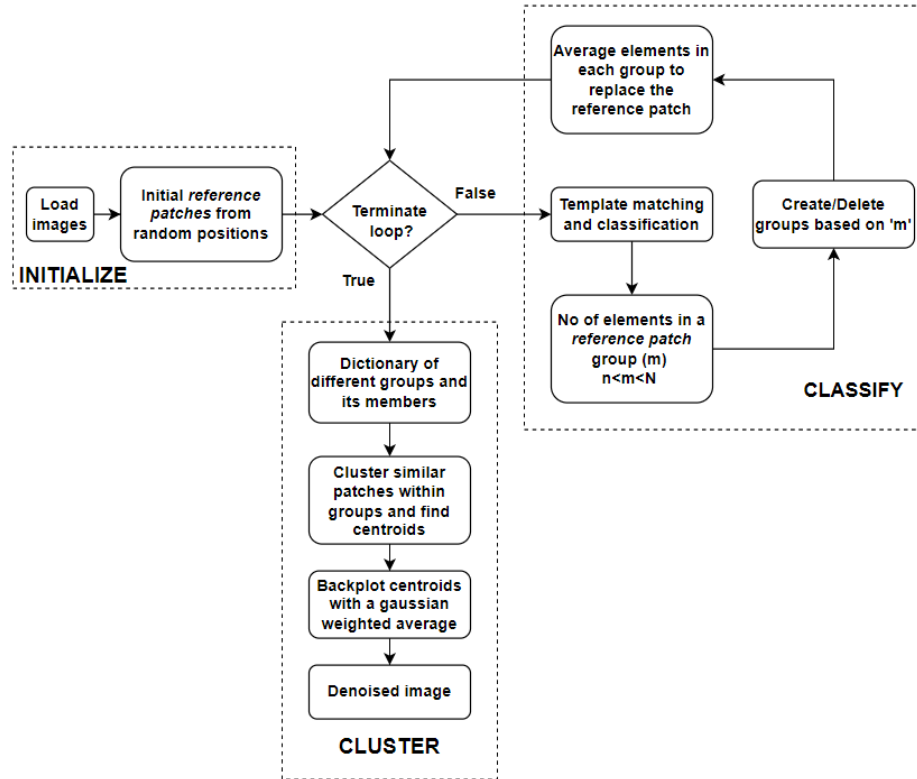 Load
images
Initial reference
patches from
random positions
INITIALIZE
Terminate
loop?
False
True
Template matching
and classification
No of elements in a
reference patch
group (m)
n<m<N
Create/Delete
groups based on 'm'
Average elements in
each group to
replace the
reference patch
CLASSIFY
Dictionary of
different groups and
its members
Cluster similar
patches within
groups and find
centroids
Backplot centroids
with a gaussian
weighted average
Denoised image
CLUSTER